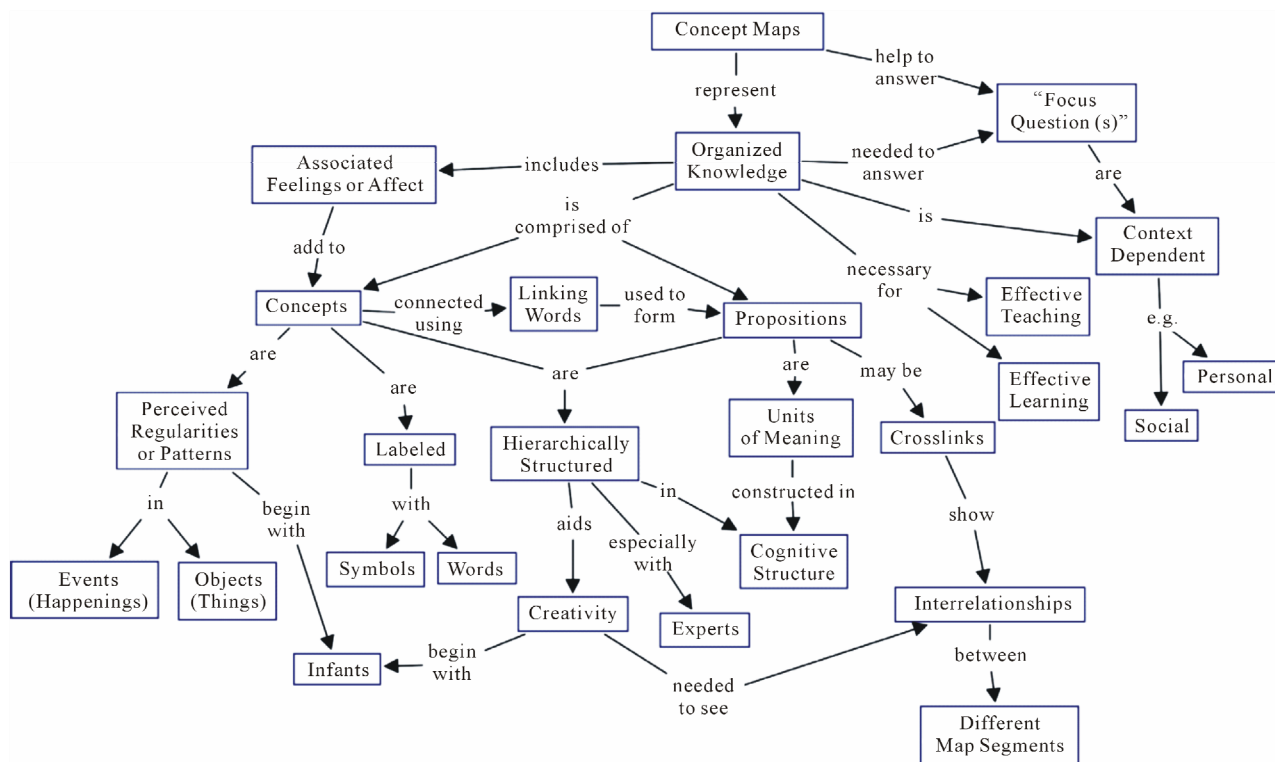 Concept Maps
help to
answer
represent
“Focus
Question (s)”
Organized
Knowledge
needed to
answer
Associated
Feelings or Affect
includes
are
is
comprised of
is
Context
Dependent
add to
necessary
for
Concepts
connected
using
Linking
Words
used to
form
Propositions
Effective
Teaching
e.g.
are
are
are
are
may be
Effective
Learning
Personal
Social
Perceived
Regularities
or Patterns
Labeled
Hierarchically
Structured
Units
of Meaning
Crosslinks
in
begin
with
with
in
constructed in
aids
especially
with
show
Events
(Happenings)
Objects
(Things)
Symbols
Words
Cognitive
Structure
Creativity
Experts
Interrelationships
Infants
begin
with
needed
to see
between
Different
Map Segments